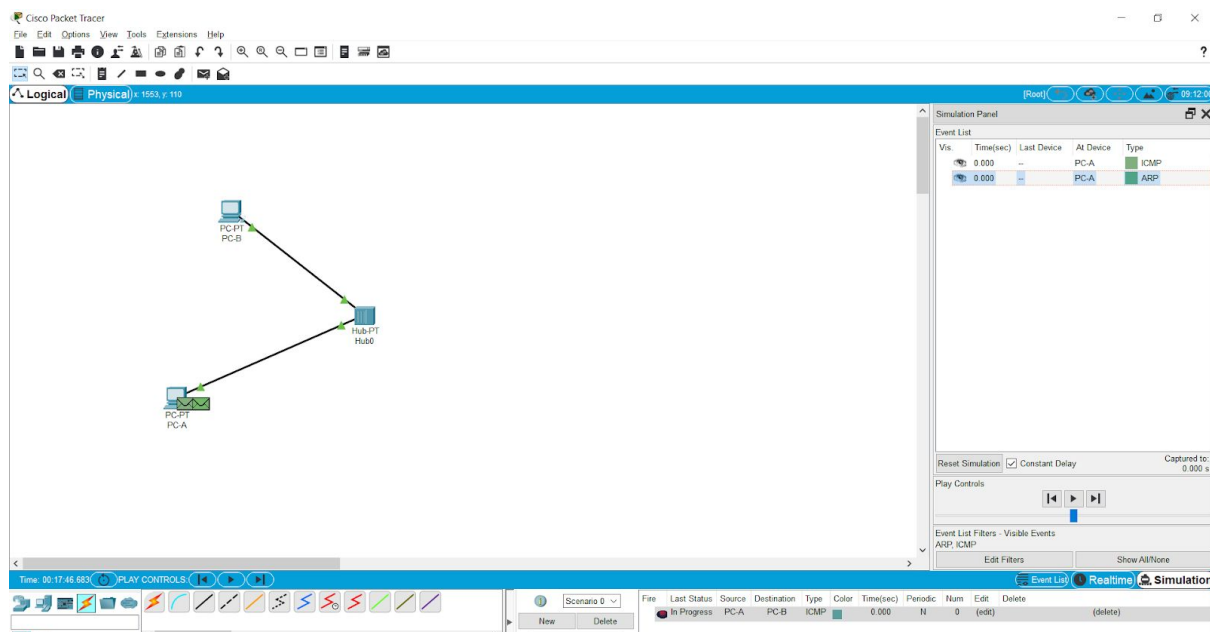 Cisco Packet Tracer
File Edit Options View Tools Extensions Help
?
Logical Physical x: 1553, y: 110 [Root] 09:12:00
Simulation Panel
Event List
Vis. Time(sec) Last Device At Device Type
0.000 -- PC-A ICMP
0.000 -- PC-A ARP
PC-PT
PC-B
Hub-PT
Hub0
PC-PT
PC-A
Reset Simulation Constant Delay Captured to:
0.000 s
Play Controls
Event List Filters - Visible Events
ARP, ICMP
Edit Filters Show All/None
Time: 00:17:46.683 PLAY CONTROLS: Event List Realtime Simulation
Scenario 0
New Delete
Fire Last Status Source Destination Type Color Time(sec) Periodic Num Edit Delete
In Progress PC-A PC-B ICMP 0.000 N 0 (edit) (delete)